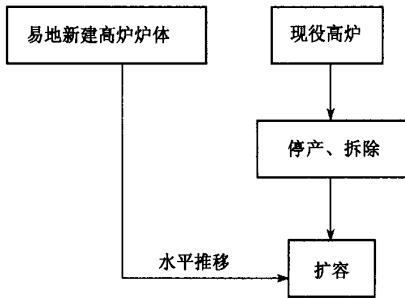 易地新建高炉炉体
现役高炉
停产、拆除
水平推移
扩容